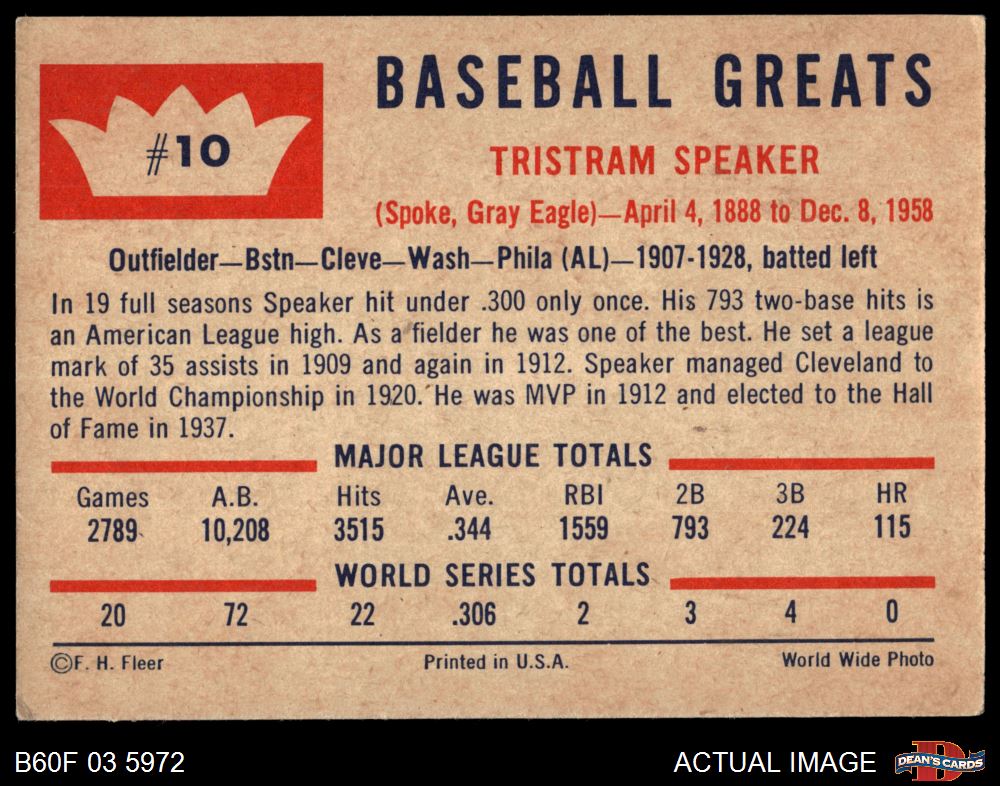 #10
BASEBALL GREATS
TRISTRAM SPEAKER
(Spoke, Gray Eagle)—April 4, 1888 to Dec. 8, 1958
Outfielder—Bstn—Cleve—Wash—Phila (AL)—1907-1928, batted left
In 19 full seasons Speaker hit under .300 only once. His 793 two-base hits is
an American League high. As a fielder he was one of the best. He set a league
mark of 35 assists in 1909 and again in 1912. Speaker managed Cleveland to
the World Championship in 1920. He was MVP in 1912 and elected to the Hall
of Fame in 1937.
MAJOR LEAGUE TOTALS
Games A.B. Hits Ave. RBI 2B 3B HR
2789 10,208 3515 .344 1559 793 224 115
WORLD SERIES TOTALS
20 72 22 .306 2 3 4 0
©F. H. Fleer Printed in U.S.A. World Wide Photo
B60F 03 5972 ACTUAL IMAGE D DEAN'S CARDS